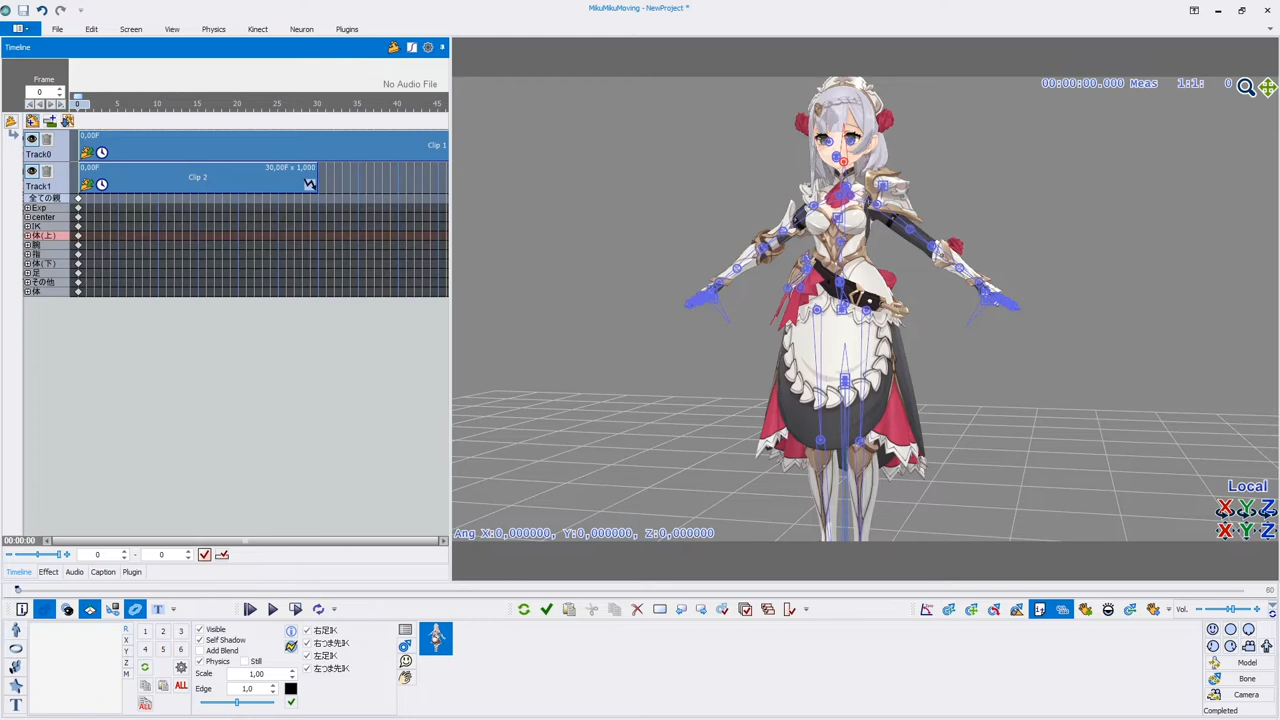 MikuMikuMoving - NewProject *
File Edit Screen View Physics Kinect Neuron Plugins
Timeline
No Audio File
Frame
0
0 5 10 15 20 25 30 35 40 45
00:00:00.000 Meas 1:1: 0
0,00F
Clip 1
Track0
0,00F 30,00F x 1,000
Clip 2
Track1
全ての親
Exp
center
IK
体(上)
腕
指
体(下)
足
その他
体
Local
X Y Z
X Y Z
Ang X:0,000000, Y:0,000000, Z:0,000000
00:00:00
0 - 0
Timeline Effect Audio Caption Plugin
60
T
Vol.
R
X
Y
Z
M
1 2 3
4 5 6
ALL
ALL
Visible
Self Shadow
Add Blend
Physics Still
Scale 1,00
Edge 1,0
右足IK
右つま先IK
左足IK
左つま先IK
T
Model
Bone
Camera
Completed